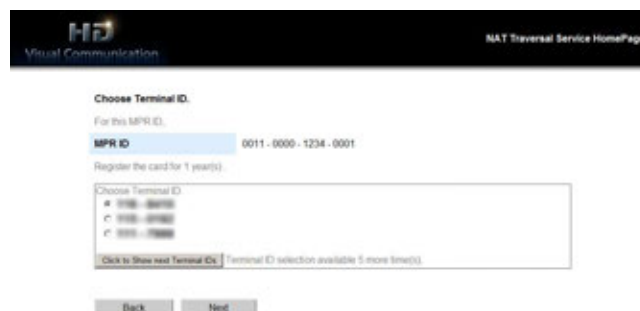 HD
Visual Communication
NAT Traversal Service HomePage
Choose Terminal ID.
For this MPR ID.
MPR ID 0011 - 0000 - 1234 - 0001
Register the card for 1 year(s).
Choose Terminal ID
Click to Show next Terminal IDs Terminal ID selection available 5 more time(s).
Back Next